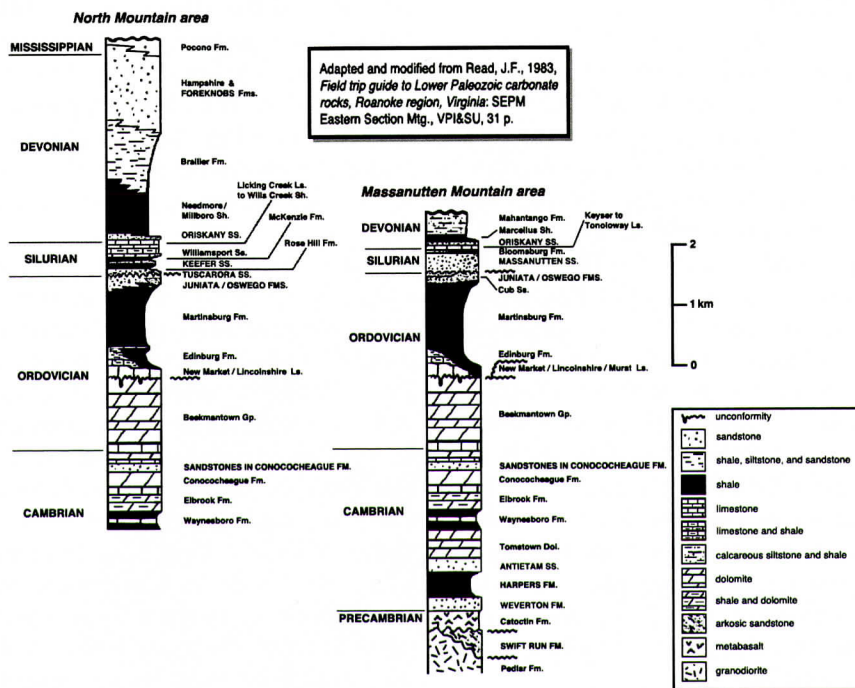 North Mountain area
MISSISSIPPIAN
DEVONIAN
SILURIAN
ORDOVICIAN
CAMBRIAN
Pocono Fm.
Hampshire &
FOREKNOBS Fms.
Brallier Fm.
Licking Creek Ls.
to Wills Creek Sh.
Needmore/
Millboro Sh.
McKenzie Fm.
ORISKANY SS.
Rose Hill Fm.
Williamsport Ss.
KEEFER SS.
TUSCARORA SS.
JUNIATA / OSWEGO FMS.
Martinsburg Fm.
Edinburg Fm.
New Market / Lincolnshire Ls.
Beekmantown Gp.
SANDSTONES IN CONOCOCHEAGUE FM.
Conococheague Fm.
Elbrook Fm.
Waynesboro Fm.
Adapted and modified from Read, J.F., 1983,
Field trip guide to Lower Paleozoic carbonate
rocks, Roanoke region, Virginia: SEPM
Eastern Section Mtg., VPI&SU, 31 p.
Massanutten Mountain area
DEVONIAN
SILURIAN
ORDOVICIAN
CAMBRIAN
PRECAMBRIAN
Mahantango Fm.
Marcellus Sh.
Keyser to
Tonoloway Ls.
ORISKANY SS.
Bloomsburg Fm.
MASSANUTTEN SS.
JUNIATA / OSWEGO FMS.
Cub Ss.
Martinsburg Fm.
Edinburg Fm.
New Market / Lincolnshire / Murat Ls.
Beekmantown Gp.
SANDSTONES IN CONOCOCHEAGUE FM.
Conococheague Fm.
Elbrook Fm.
Waynesboro Fm.
Tomstown Dol.
ANTIETAM SS.
HARPERS FM.
WEVERTON FM.
Catoctin Fm.
SWIFT RUN FM.
Pedlar Fm.
2
1 km
0
unconformity
sandstone
shale, siltstone, and sandstone
shale
limestone
limestone and shale
calcareous siltstone and shale
dolomite
shale and dolomite
arkosic sandstone
metabasalt
granodiorite